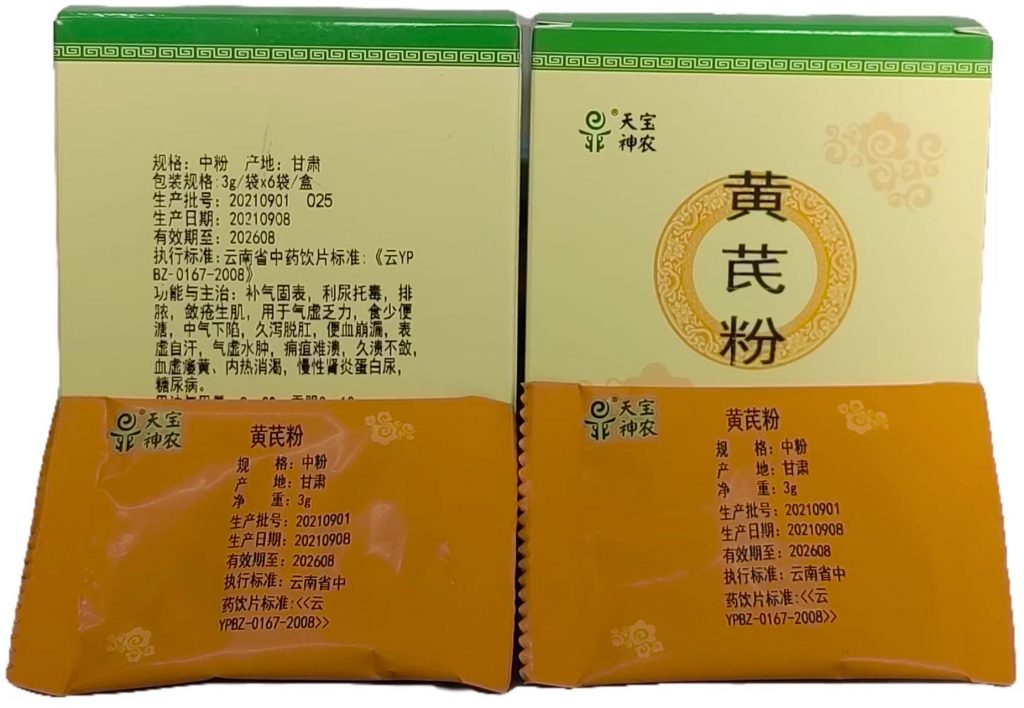 规格：中粉 产地：甘肃
包装规格:3g/袋x6袋/盒
生产批号：20210901 025
生产日期：20210908
有效期至：202608
执行标准:云南省中药饮片标准:《云YP
BZ-0167-2008》
功能与主治：补气固表，利尿托毒，排
脓，敛疮生肌，用于气虚乏力，食少便
溏，中气下陷，久泻脱肛，便血崩漏，表
虚自汗，气虚水肿，痈疽难溃，久溃不敛，
血虚萎黄、内热消渴，慢性肾炎蛋白尿，
糖尿病。
天宝
神农
黄
芪
粉
天宝
神农
黄芪粉
规 格：中粉
产 地：甘肃
净 重：3g
生产批号：20210901
生产日期：20210908
有效期至：202608
执行标准：云南省中
药饮片标准:<<云
YPBZ-0167-2008>>
天宝
神农
黄芪粉
规 格：中粉
产 地：甘肃
净 重：3g
生产批号：20210901
生产日期：20210908
有效期至：202608
执行标准：云南省中
药饮片标准:<<云
YPBZ-0167-2008>>